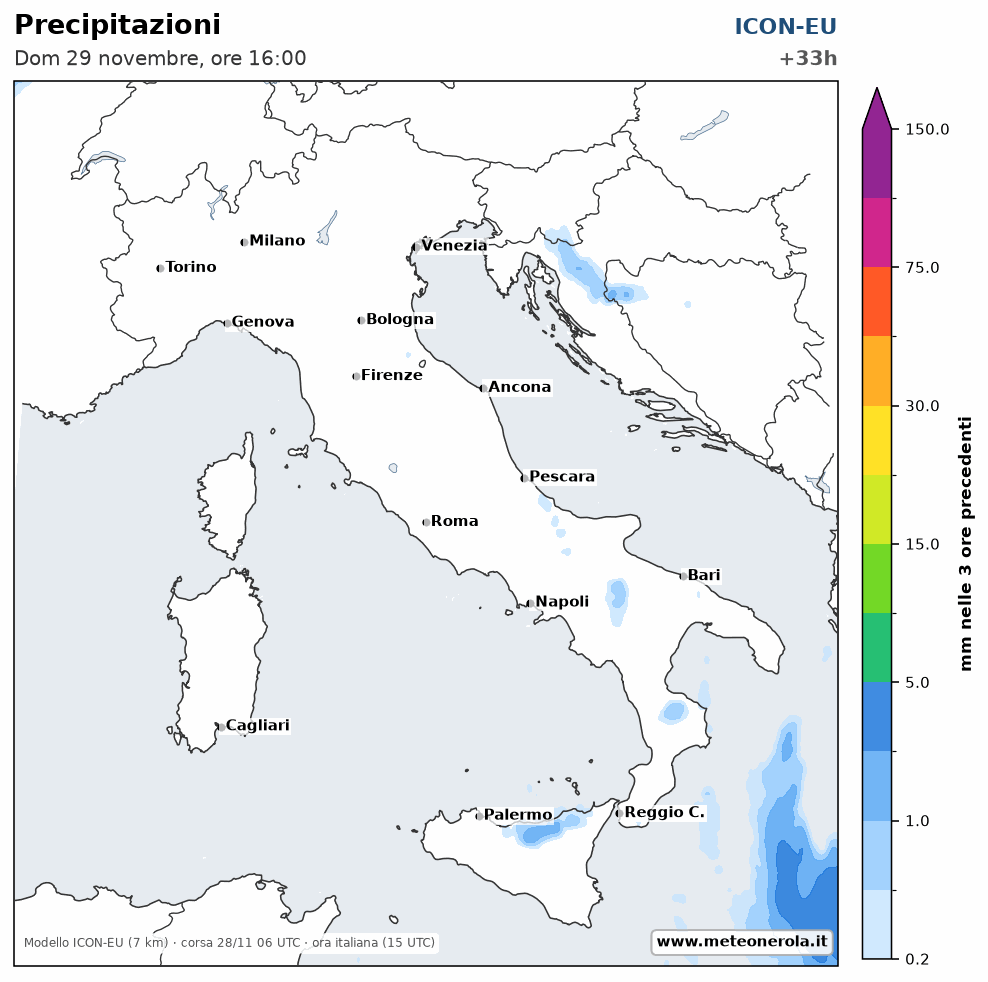 Precipitazioni
ICON-EU
Dom 29 novembre, ore 16:00
+33h
150.0
75.0
30.0
15.0
5.0
1.0
0.2
mm nelle 3 ore precedenti
Milano
Venezia
Torino
Genova
Bologna
Firenze
Ancona
Pescara
Roma
Bari
Napoli
Cagliari
Palermo
Reggio C.
Modello ICON-EU (7 km) · corsa 28/11 06 UTC · ora italiana (15 UTC)
www.meteonerola.it